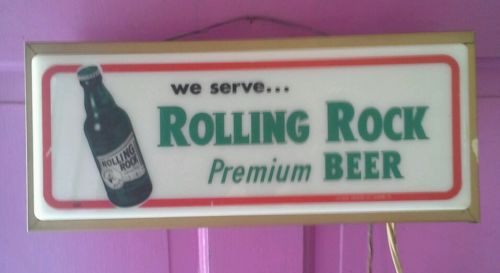 we serve...
ROLLING ROCK
Premium BEER
ROLLING
ROCK